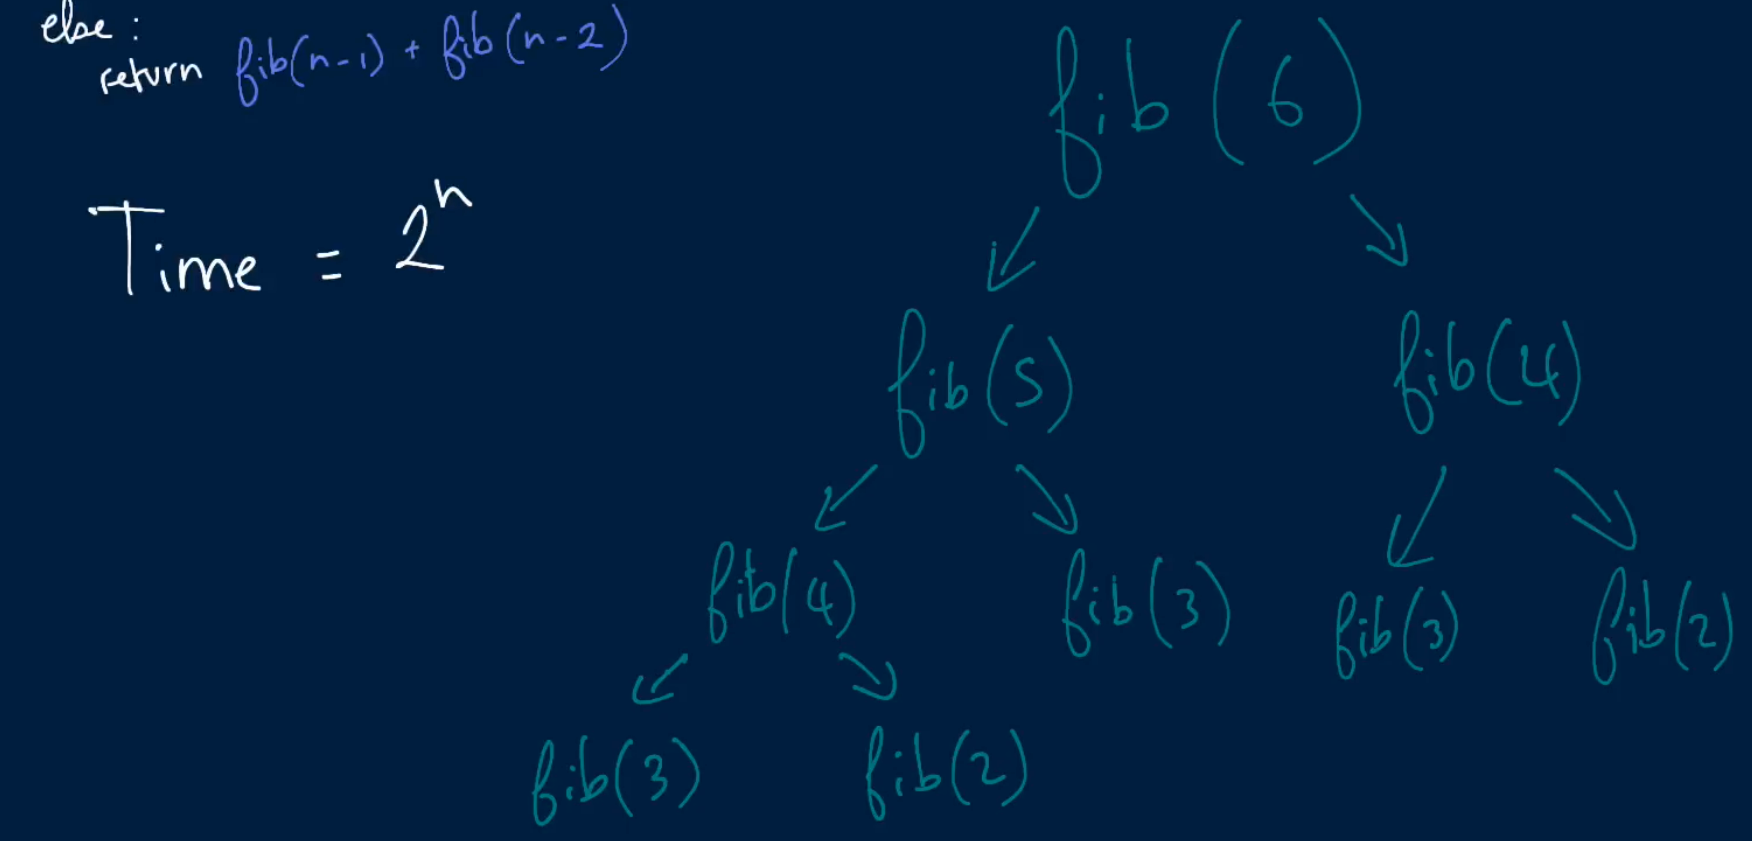 else:
return fib(n-1) + fib(n-2)
Time = 2^n
fib(6)
fib(5) fib(4)
fib(4) fib(3) fib(3) fib(2)
fib(3) fib(2)